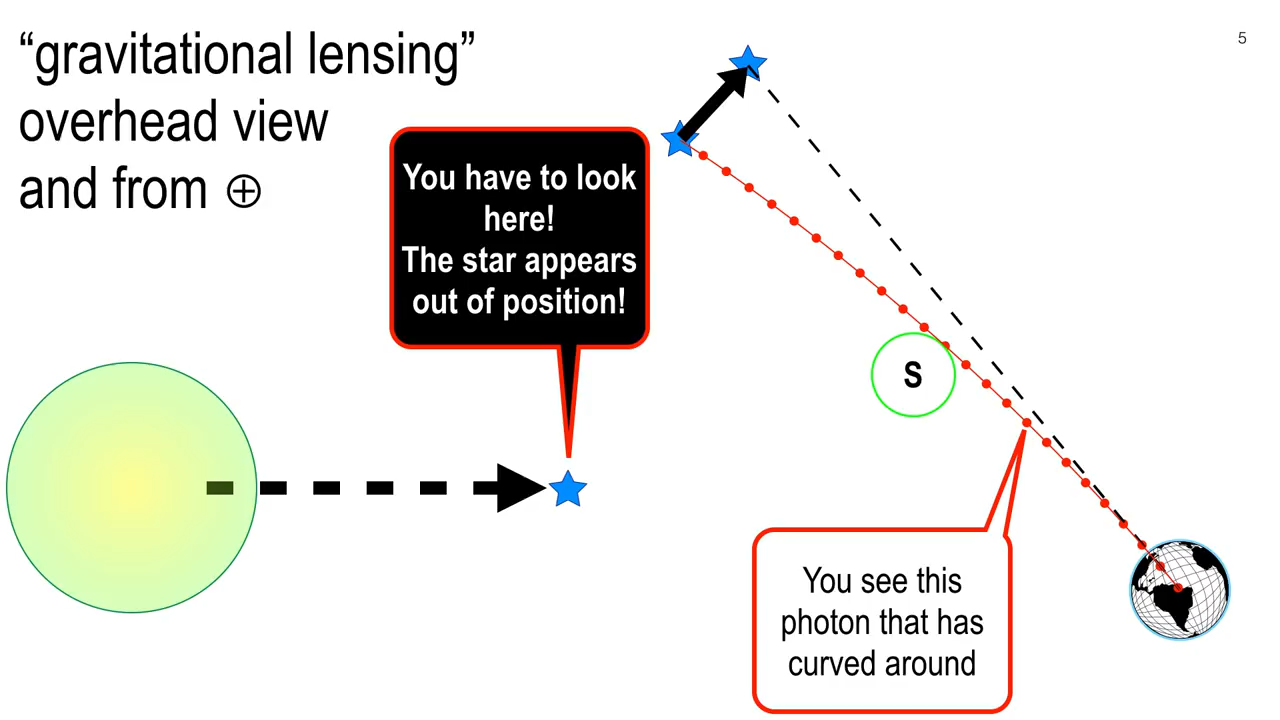 “gravitational lensing”
overhead view
and from ⊕
5
You have to look
here!
The star appears
out of position!
S
You see this
photon that has
curved around